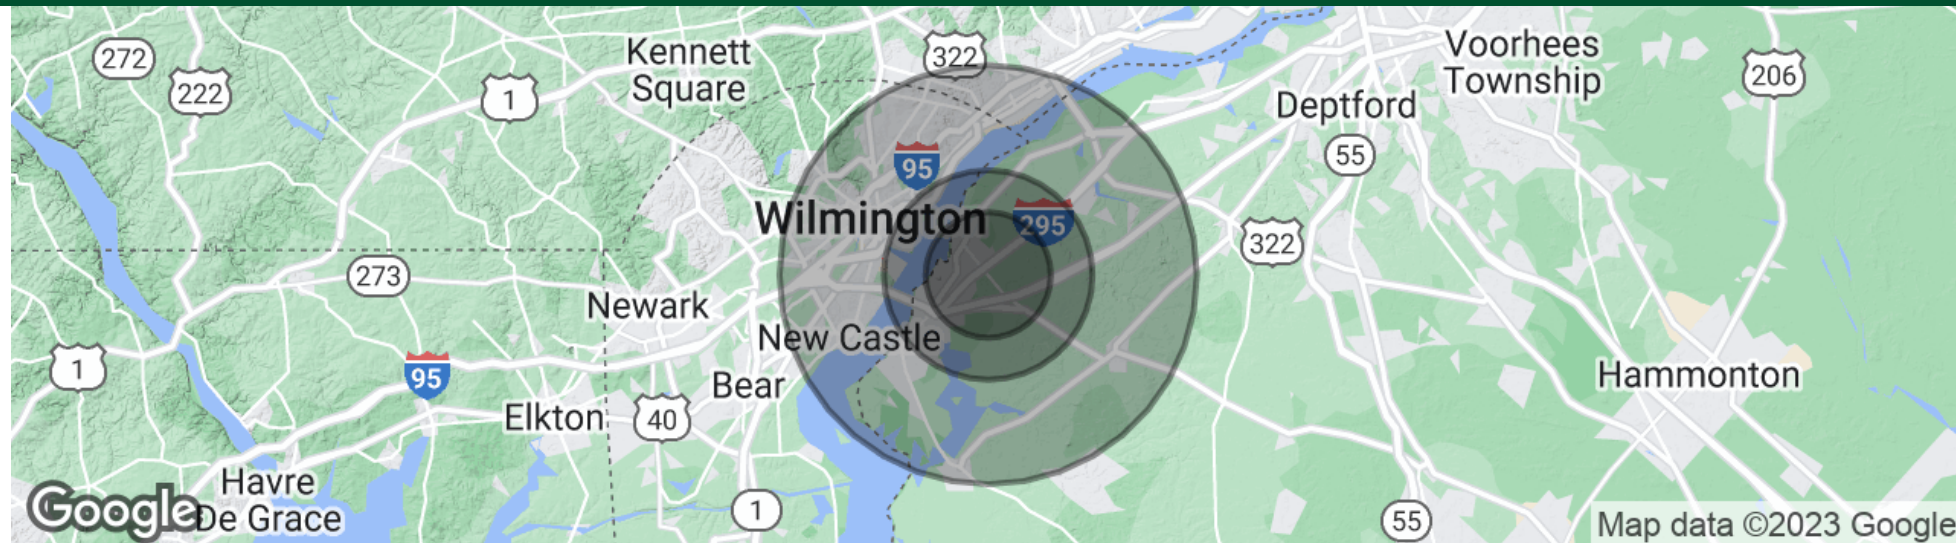 272
222
1
Kennett
Square
322
Voorhees
Township
206
Deptford
55
95
Wilmington
295
322
273
Newark
New Castle
1
95
Bear
Elkton
40
Hammonton
Havre
De Grace
Google
1
55
Map data ©2023 Google